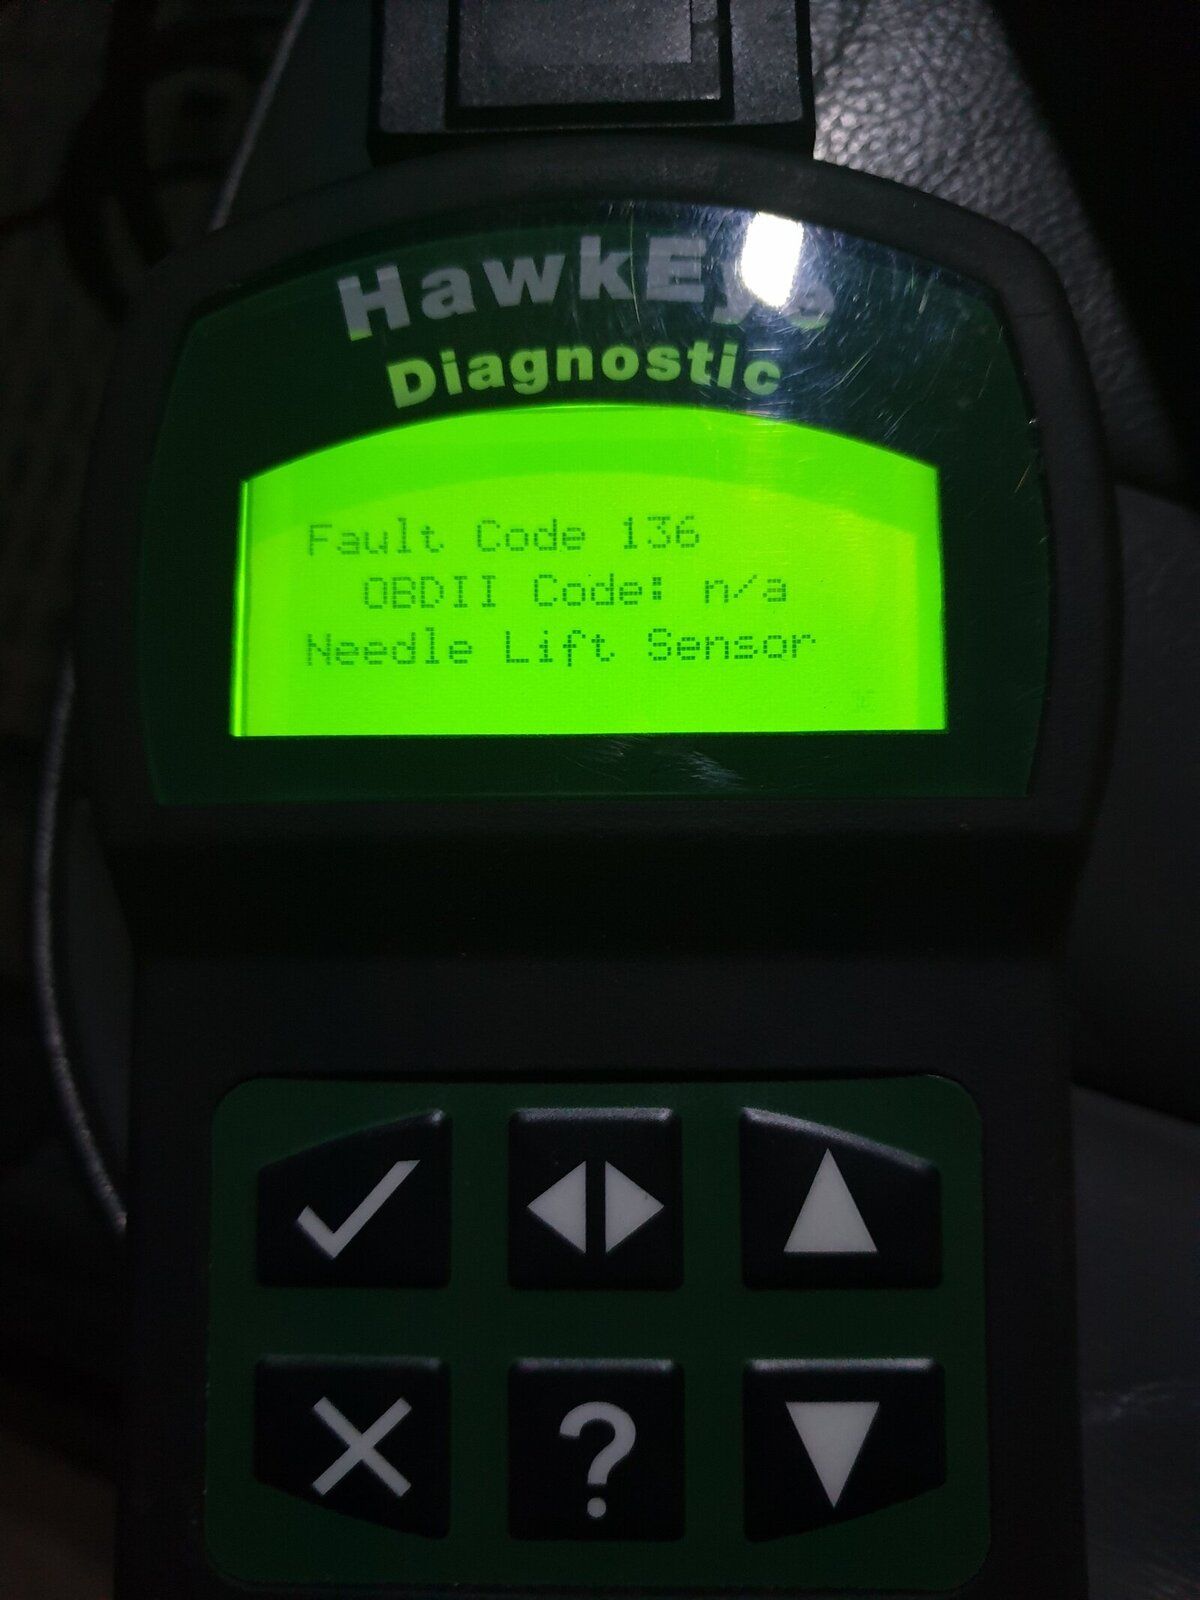 HawkEye
Diagnostic
Fault Code 136
OBDII Code: n/a
Needle Lift Sensor
?